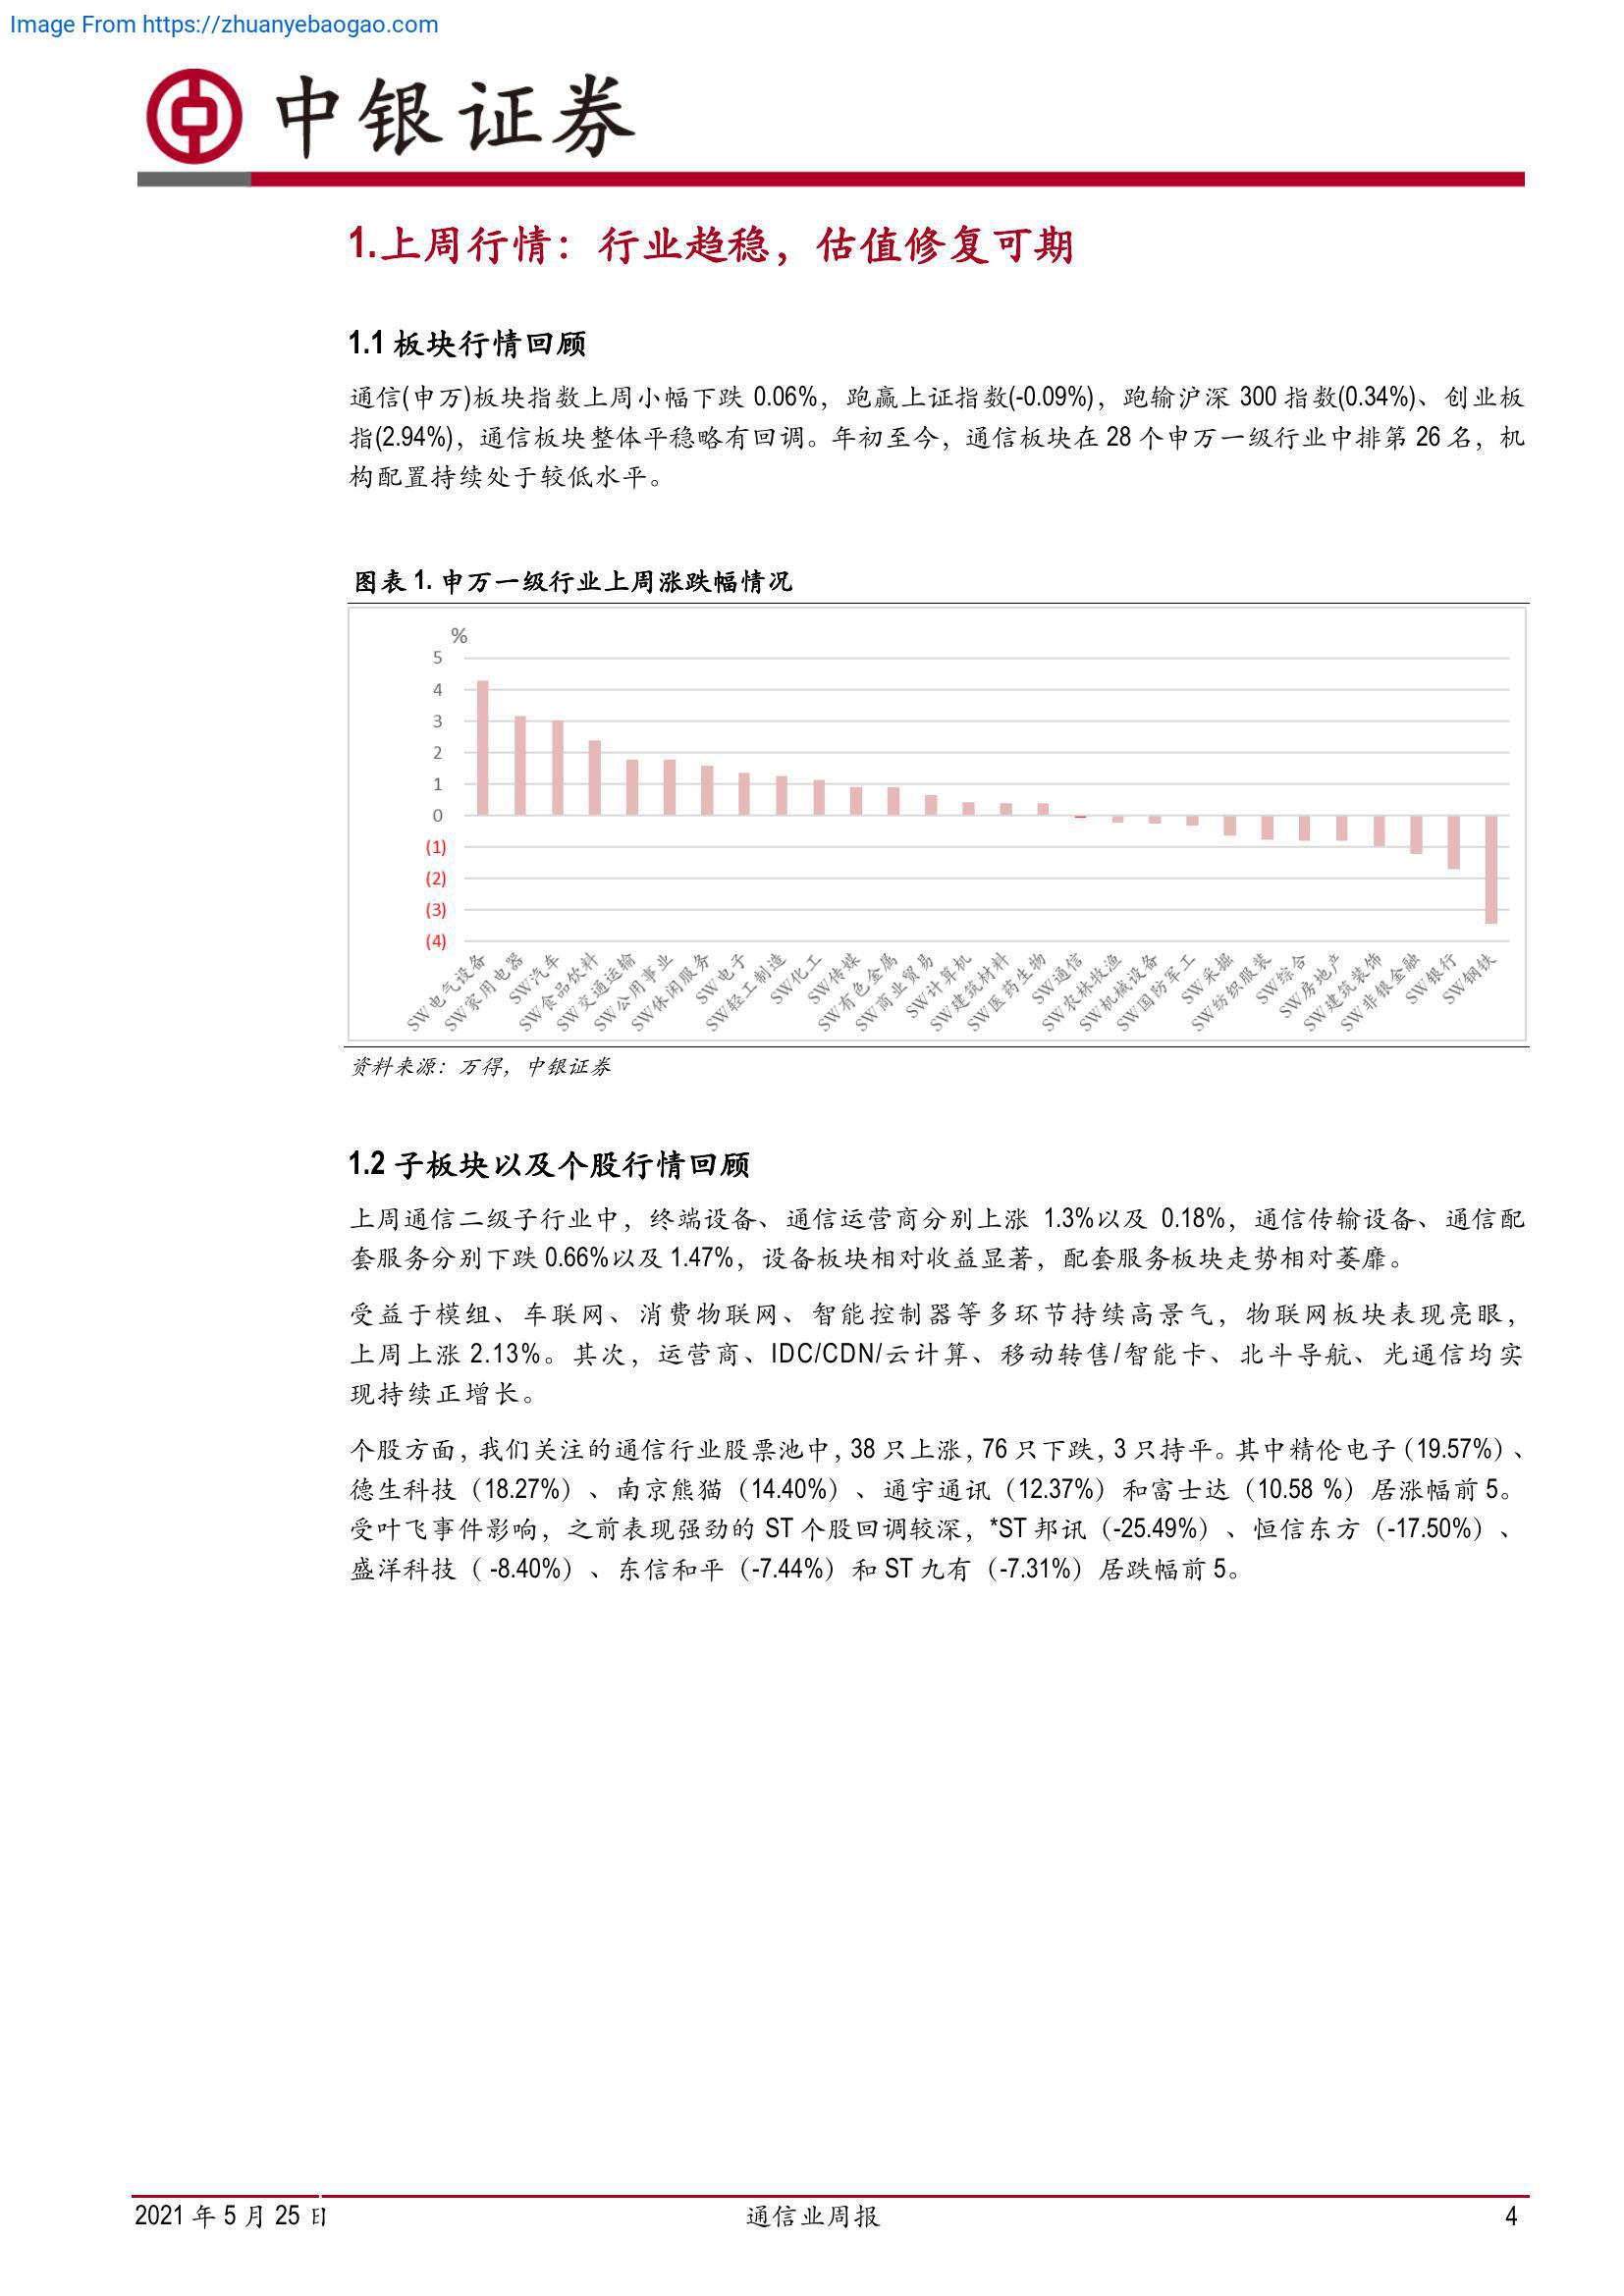 Image From https://zhuanyebaogao.com
中银证券
1.上周行情：行业趋稳，估值修复可期
1.1 板块行情回顾
通信(申万)板块指数上周小幅下跌 0.06%，跑赢上证指数(-0.09%)，跑输沪深 300 指数(0.34%)、创业板
指(2.94%)，通信板块整体平稳略有回调。年初至今，通信板块在 28 个申万一级行业中排第 26 名，机
构配置持续处于较低水平。
图表 1. 申万一级行业上周涨跌幅情况
%
5
4
3
2
1
0
(1)
(2)
(3)
(4)
SW电气设备
SW家用电器
SW汽车
SW食品饮料
SW交通运输
SW公用事业
SW休闲服务
SW电子
SW轻工制造
SW化工
SW传媒
SW有色金属
SW商业贸易
SW计算机
SW建筑材料
SW医药生物
SW通信
SW农林牧渔
SW机械设备
SW国防军工
SW采掘
SW纺织服装
SW综合
SW房地产
SW建筑装饰
SW非银金融
SW银行
SW钢铁
资料来源：万得，中银证券
1.2 子板块以及个股行情回顾
上周通信二级子行业中，终端设备、通信运营商分别上涨 1.3%以及 0.18%，通信传输设备、通信配
套服务分别下跌 0.66%以及 1.47%，设备板块相对收益显著，配套服务板块走势相对萎靡。
受益于模组、车联网、消费物联网、智能控制器等多环节持续高景气，物联网板块表现亮眼，
上周上涨 2.13%。其次，运营商、IDC/CDN/云计算、移动转售/智能卡、北斗导航、光通信均实
现持续正增长。
个股方面，我们关注的通信行业股票池中，38 只上涨，76 只下跌，3 只持平。其中精伦电子（19.57%）、
德生科技（18.27%）、南京熊猫（14.40%）、通宇通讯（12.37%）和富士达（10.58 %）居涨幅前 5。
受叶飞事件影响，之前表现强劲的 ST 个股回调较深，*ST 邦讯（-25.49%）、恒信东方（-17.50%）、
盛洋科技（ -8.40%）、东信和平（-7.44%）和 ST 九有（-7.31%）居跌幅前 5。
2021 年 5 月 25 日
通信业周报
4